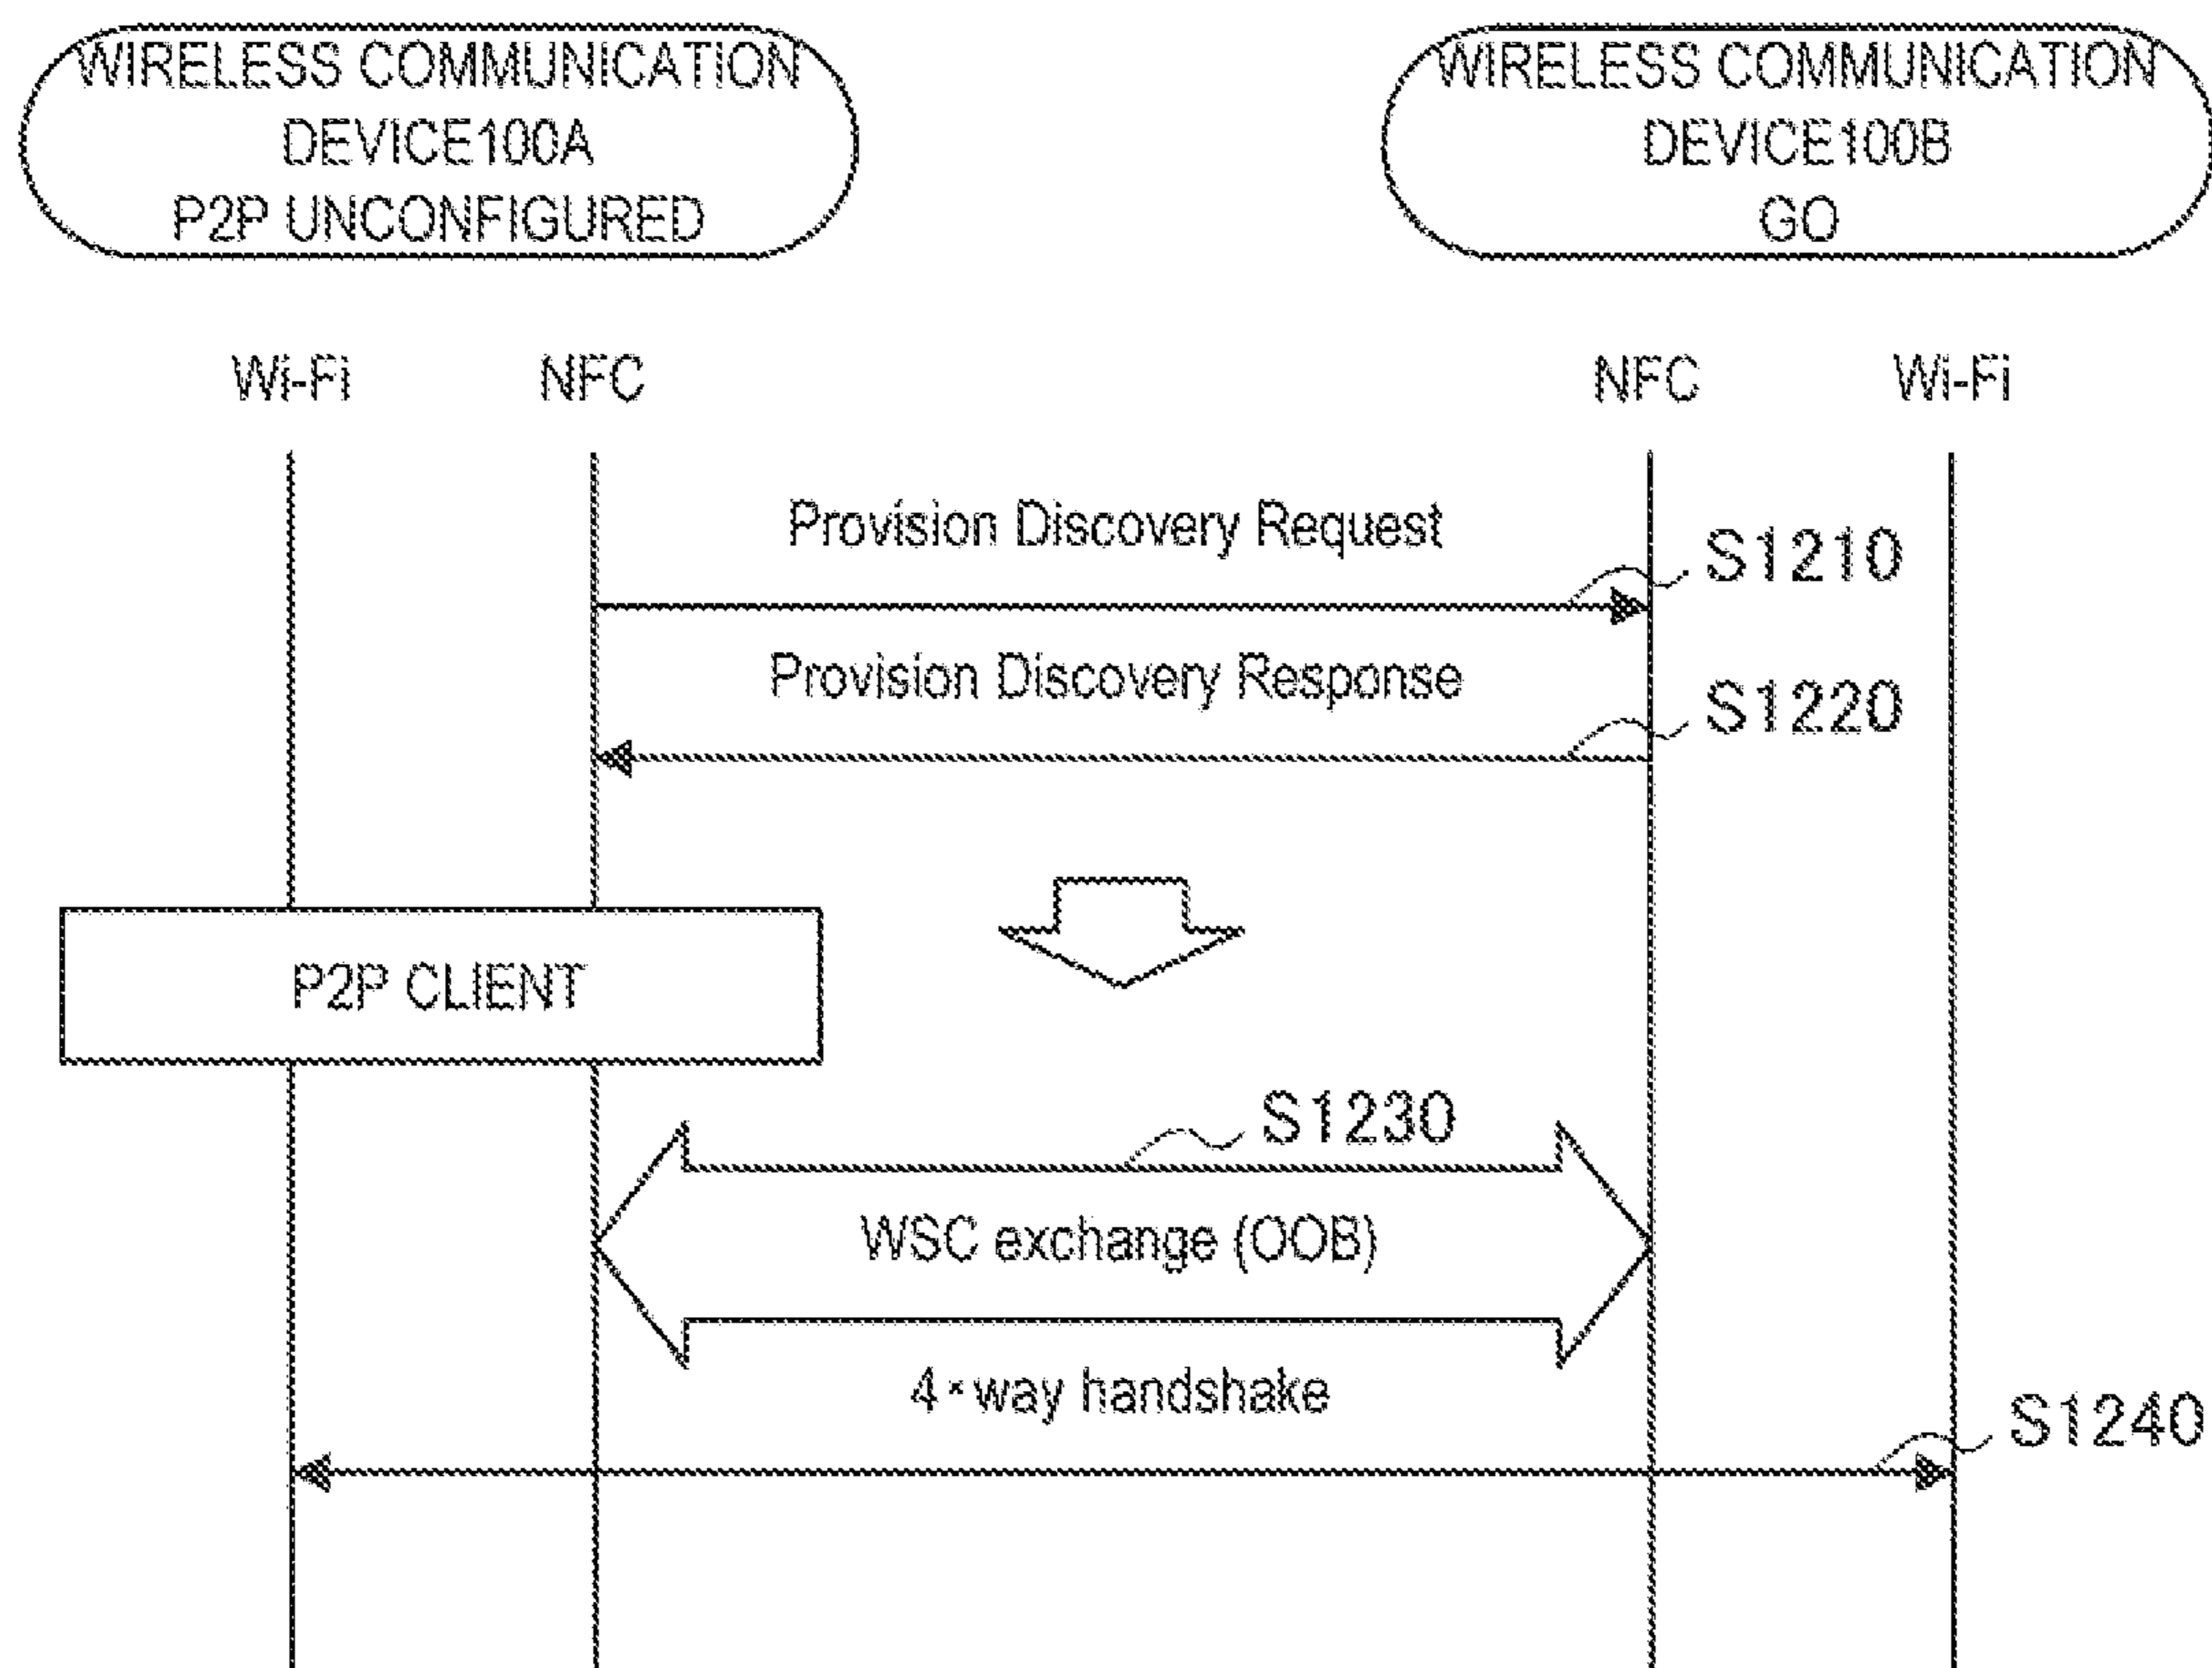 WIRELESS COMMUNICATION
DEVICE100A
P2P UNCONFIGURED
WIRELESS COMMUNICATION
DEVICE100B
GO
Wi-Fi
NFC
NFC
Wi-Fi
Provision Discovery Request
S1210
Provision Discovery Response
S1220
P2P CLIENT
S1230
WSC exchange (OOB)
4-way handshake
S1240